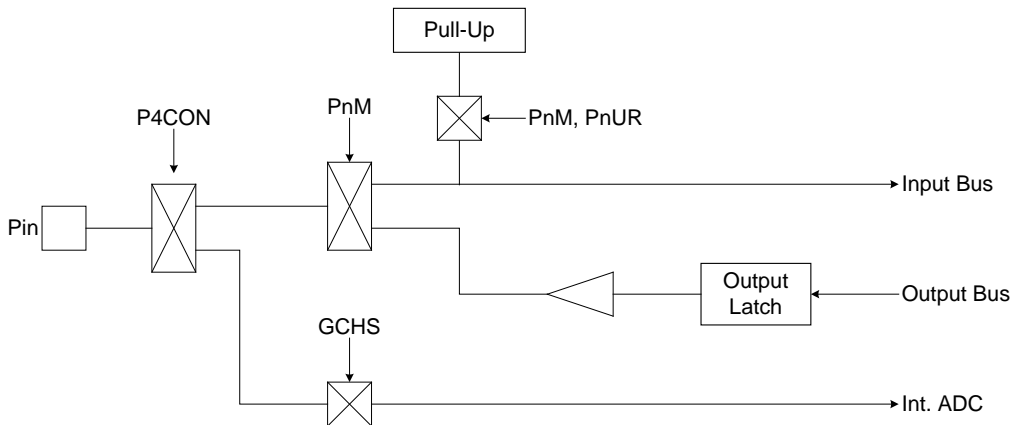 Pull-Up
P4CON
PnM
PnM, PnUR
Input Bus
Pin
Output
Latch
Output Bus
GCHS
Int. ADC